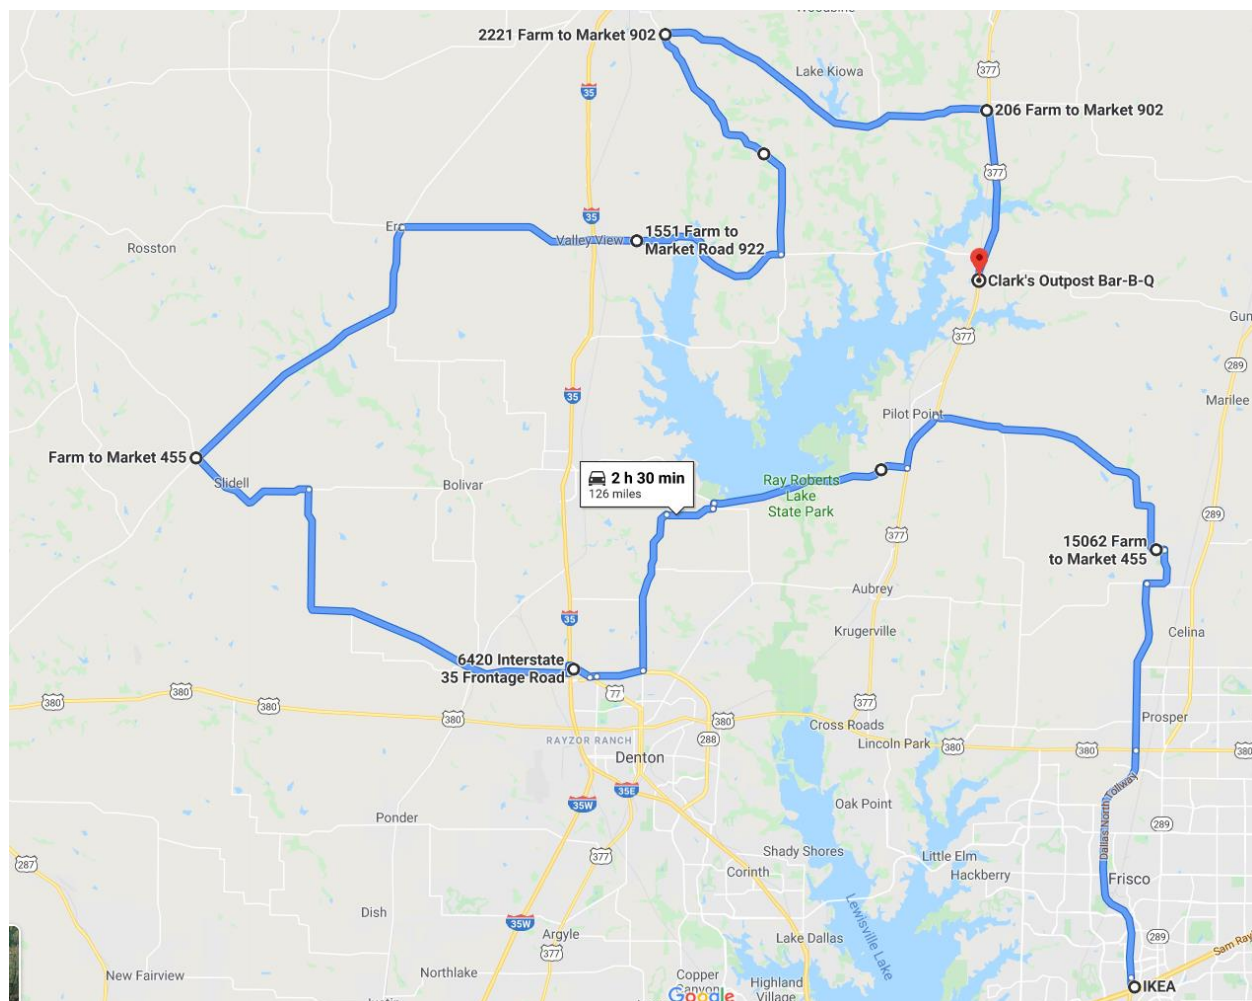 Woodbine
2221 Farm to Market 902
Lake Kiowa
377
35
206 Farm to Market 902
377
35
Era
Valley View
1551 Farm to
Market Road 922
Rosston
Clark's Outpost Bar-B-Q
Gun
377
289
35
Marilee
Pilot Point
Farm to Market 455
Slidell
Bolivar
2 h 30 min
126 miles
Ray Roberts
Lake
State Park
289
377
15062 Farm
to Market 455
Aubrey
35
Krugerville
Celina
6420 Interstate
35 Frontage Road
77
380
380
380
380
377
380
Prosper
Cross Roads
288
RAYZOR RANCH
Lincoln Park
380
380
380
Denton
35E
35W
Dallas North Tollway
Oak Point
Ponder
289
377
Shady Shores
Little Elm
287
Corinth
Hackberry
Frisco
Dish
35W
Lewisville Lake
Argyle
Lake Dallas
289
Sam Ray
377
New Fairview
Northlake
Copper
Canyon
Highland
Village
IKEA
Google
Justin